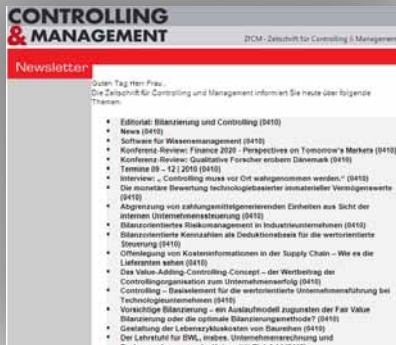 CONTROLLING
& MANAGEMENT
ZfCM - Zeitschrift für Controlling & Management
Newsletter
Guten Tag Herr Frau...
Die Zeitschrift für Controlling und Management informiert Sie heute über folgende
Themen:
Editorial: Bilanzierung und Controlling (0410)
News (0410)
Software für Wissensmanagement (0410)
Konferenz-Review: Finance 2020 - Perspectives on Tomorrow's Markets (0410)
Konferenz-Review: Qualitative Forscher erobern Dänemark (0410)
Termine 09 – 12 | 2010 (0410)
Interview: „ Controlling muss vor Ort wahrgenommen werden." (0410)
Die monetäre Bewertung technologiebasierter immaterieller Vermögenswerte
(0410)
Abgrenzung von zahlungsmittelgenerierenden Einheiten aus Sicht der
internen Unternehmenssteuerung (0410)
Bilanzorientiertes Risikomanagement in Industrieunternehmen (0410)
Bilanzorientierte Kennzahlen als Deduktionsbasis für die wertorientierte
Steuerung (0410)
Offenlegung von Kosteninformationen in der Supply Chain – Wie es die
Lieferanten sehen (0410)
Das Value-Adding-Controlling-Concept – der Wertbeitrag der
Controllingorganisation zum Unternehmenserfolg (0410)
Controlling – Basiselement für die wertorientierte Unternehmensführung bei
Technologieunternehmen (0410)
Vorsichtige Bilanzierung – ein Auslaufmodell zugunsten der Fair Value
Bilanzierung oder die optimale Bilanzierungsmethode? (0410)
Gestaltung der Lebenszykluskosten von Baureihen (0410)
Der Lehrstuhl für BWL, insbes. Unternehmensrechnung und